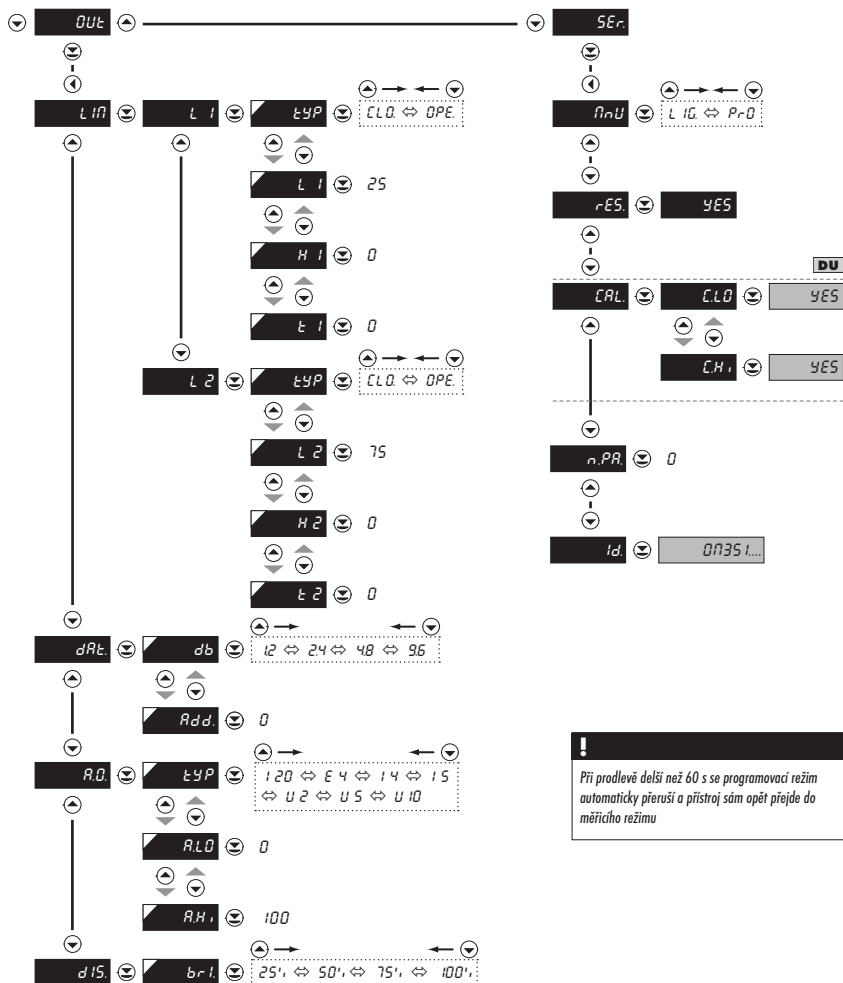 OUt SEr.
LIM L 1 tYP CLO. ⇔ OPE. MnU LIG. ⇔ PrO
L 1 25 rES. YES
H 1 0
DU
t 1 0 CAL. C.LO YES
L 2 tYP CLO. ⇔ OPE. C.Hi YES
L 2 75 n.PA. 0
H 2 0 Id. OM351....
t 2 0
dAt. db 1.2 ⇔ 2.4 ⇔ 4.8 ⇔ 9.6
Add. 0
!
A.O. tYP I 20 ⇔ E 4 ⇔ I 4 ⇔ I 5
⇔ U 2 ⇔ U 5 ⇔ U 10
Při prodlevě delší než 60 s se programovací režim
automaticky přeruší a přístroj sám opět přejde do
měřicího režimu
A.LO 0
A.Hi 100
dIS. brI. 25% ⇔ 50% ⇔ 75% ⇔ 100%